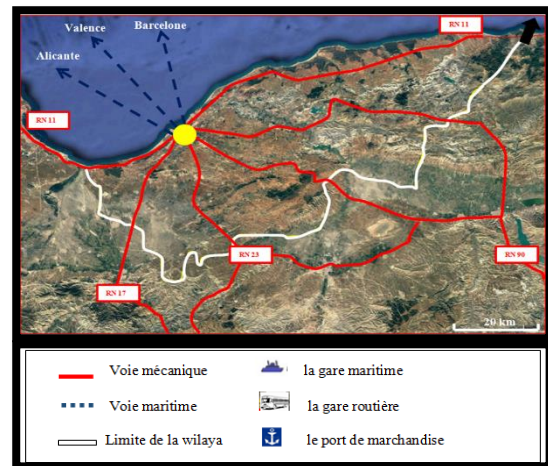 Barcelone
Valence
Alicante
RN 11
RN 11
RN 23
RN 90
RN 17
20 km
Voie mécanique
la gare maritime
Voie maritime
la gare routière
Limite de la wilaya
le port de marchandise